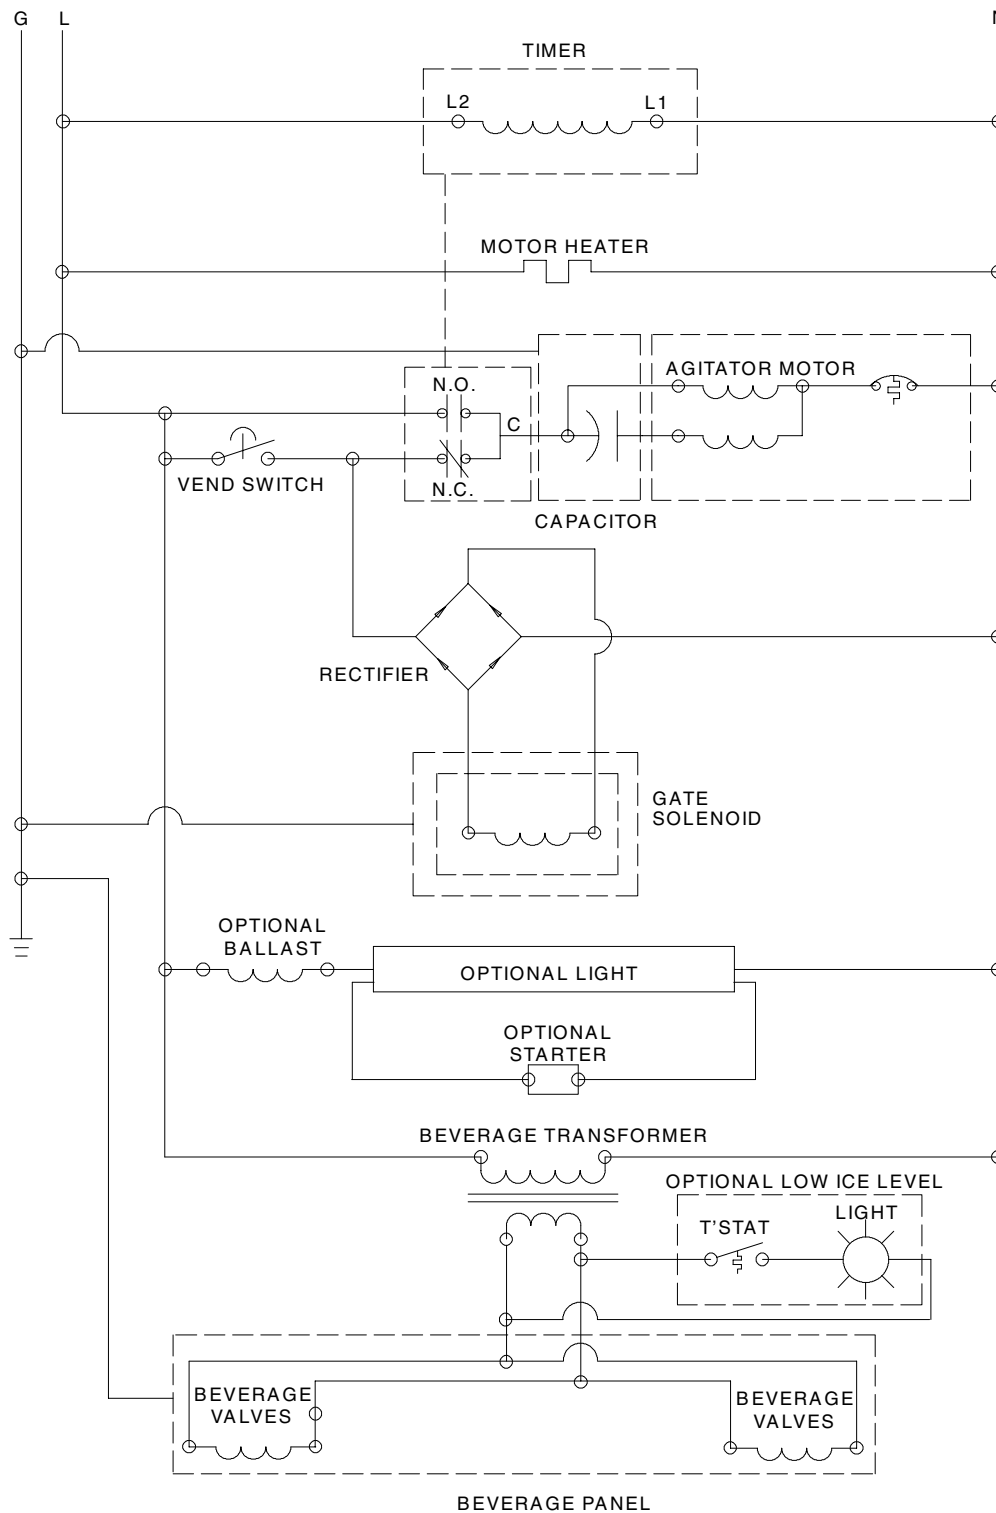 G L
TIMER
L2 L1
MOTOR HEATER
AGITATOR MOTOR
N.O.
C
VEND SWITCH
N.C.
CAPACITOR
RECTIFIER
GATE
SOLENOID
OPTIONAL
BALLAST
OPTIONAL LIGHT
OPTIONAL
STARTER
BEVERAGE TRANSFORMER
OPTIONAL LOW ICE LEVEL
LIGHT
T'STAT
BEVERAGE
VALVES
BEVERAGE
VALVES
BEVERAGE PANEL